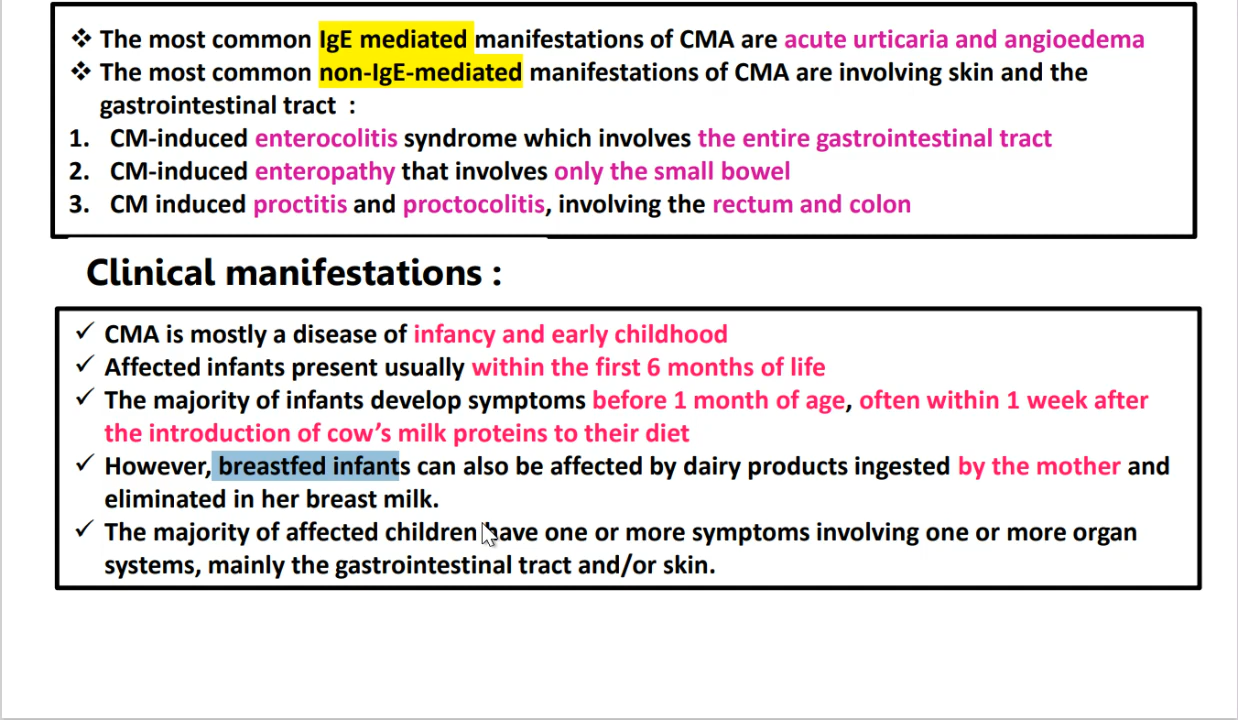 ❖ The most common IgE mediated manifestations of CMA are acute urticaria and angioedema
❖ The most common non-IgE-mediated manifestations of CMA are involving skin and the
gastrointestinal tract :
1. CM-induced enterocolitis syndrome which involves the entire gastrointestinal tract
2. CM-induced enteropathy that involves only the small bowel
3. CM induced proctitis and proctocolitis, involving the rectum and colon
Clinical manifestations :
✓ CMA is mostly a disease of infancy and early childhood
✓ Affected infants present usually within the first 6 months of life
✓ The majority of infants develop symptoms before 1 month of age, often within 1 week after
the introduction of cow’s milk proteins to their diet
✓ However, breastfed infants can also be affected by dairy products ingested by the mother and
eliminated in her breast milk.
✓ The majority of affected children have one or more symptoms involving one or more organ
systems, mainly the gastrointestinal tract and/or skin.